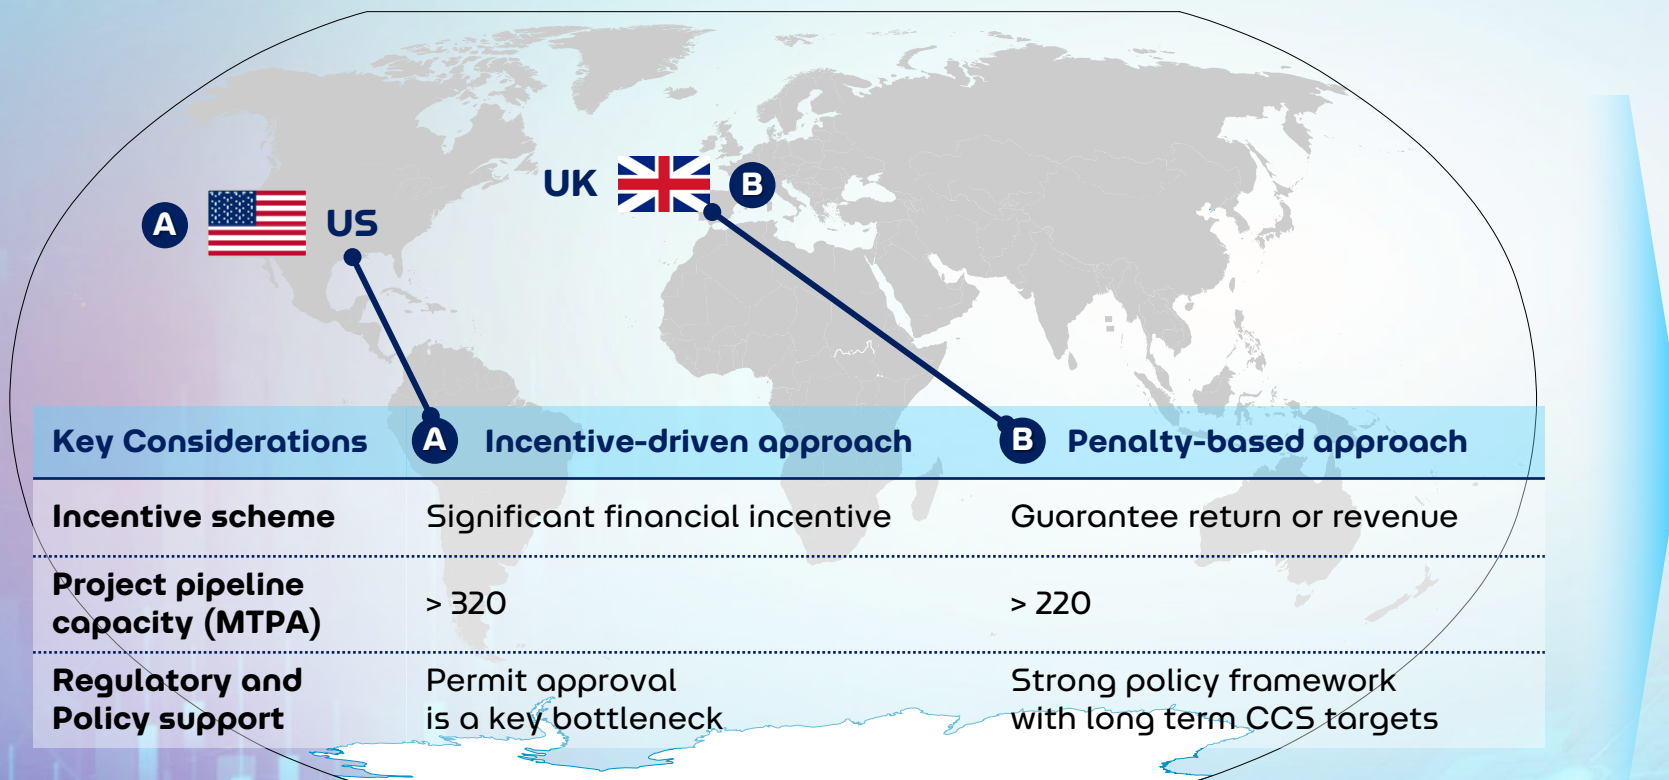 A US
UK B
Key Considerations A Incentive-driven approach B Penalty-based approach
Incentive scheme Significant financial incentive Guarantee return or revenue
Project pipeline
capacity (MTPA) > 320 > 220
Regulatory and Permit approval Strong policy framework
Policy support is a key bottleneck with long term CCS targets